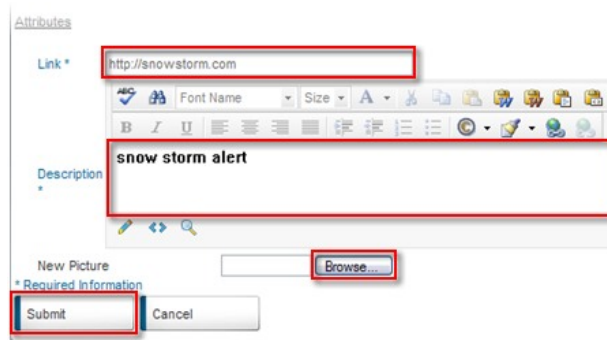 Attributes
Link * http://snowstorm.com
ABC Font Name Size A
B I U ©
snow storm alert
Description
*
New Picture Browse...
* Required Information
Submit Cancel